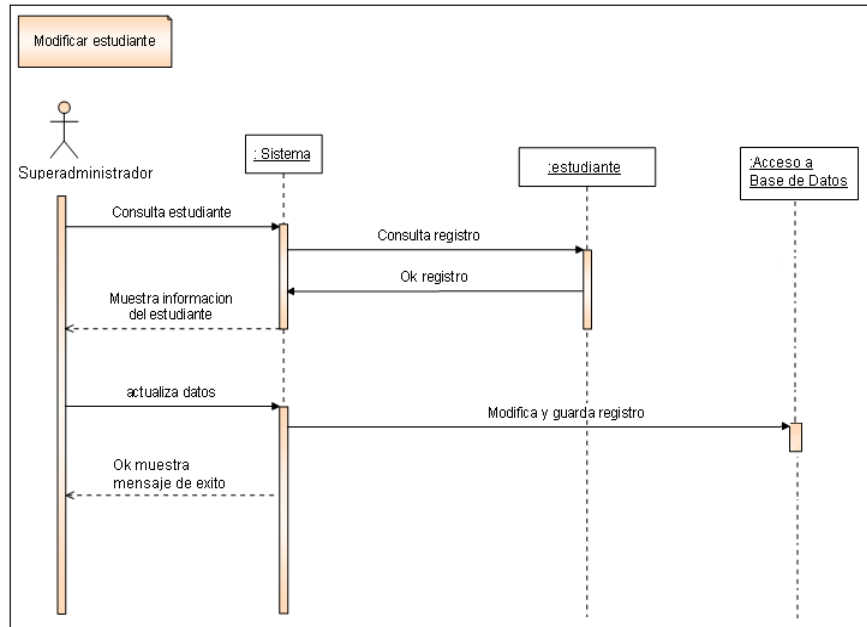 Modificar estudiante
Superadministrador
: Sistema
:estudiante
:Acceso a
Base de Datos
Consulta estudiante
Consulta registro
Ok registro
Muestra informacion
del estudiante
actualiza datos
Modifica y guarda registro
Ok muestra
mensaje de exito